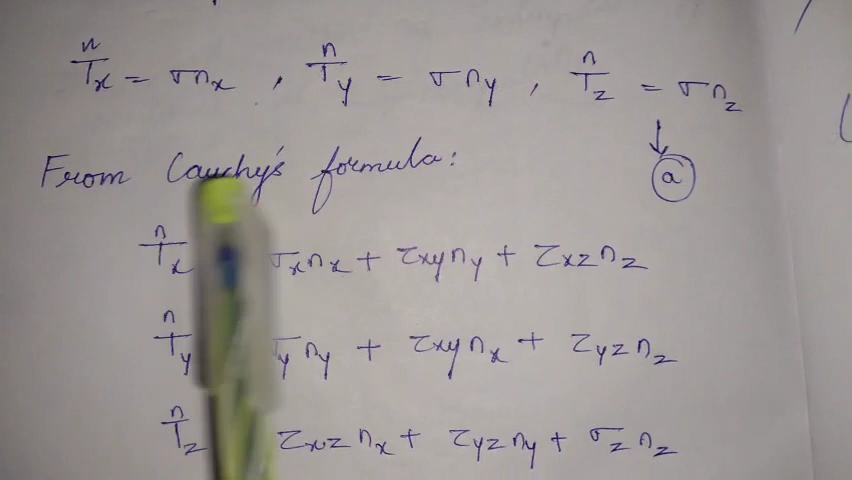 n/Tx = σnx , n/Ty = σny , n/Tz = σnz
From Cauchy's formula:
a
n/Tx σxnx + τxyny + τxznz
n/Ty σyny + τxynx + τyznz
n/Tz τxznx + τyzny + σznz